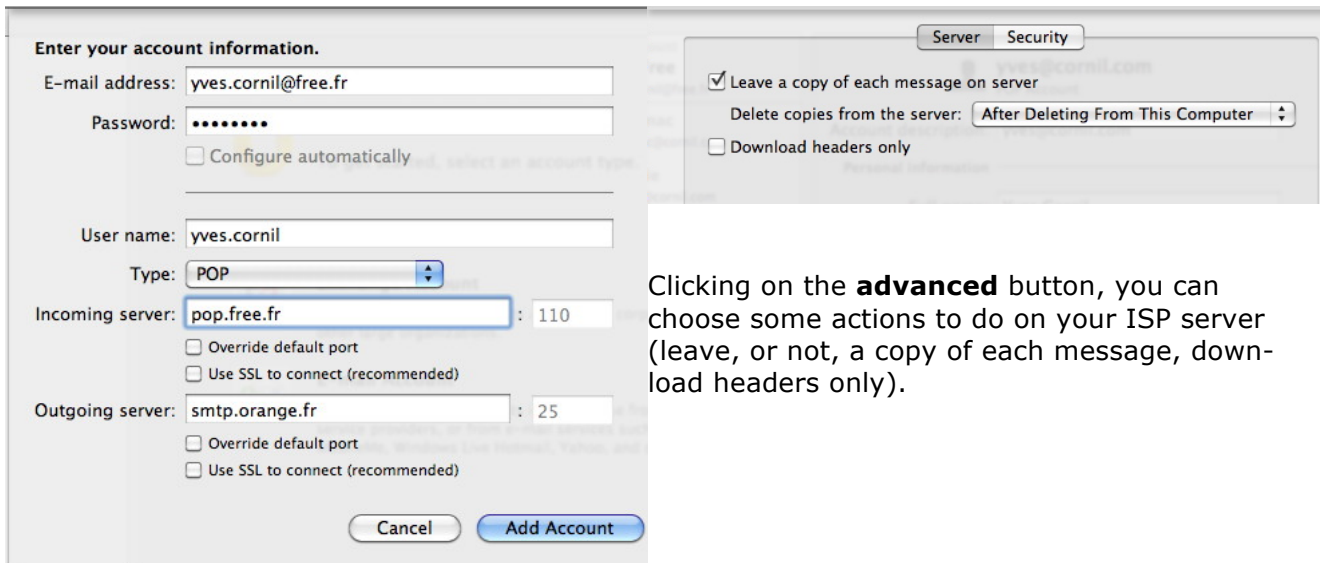 Enter your account information.
E-mail address: yves.cornil@free.fr
Password: ••••••••
Configure automatically
User name: yves.cornil
Type: POP
Incoming server: pop.free.fr : 110
Override default port
Use SSL to connect (recommended)
Outgoing server: smtp.orange.fr : 25
Override default port
Use SSL to connect (recommended)
Cancel Add Account
Server Security
Leave a copy of each message on server
Delete copies from the server: After Deleting From This Computer
Download headers only
Clicking on the advanced button, you can
choose some actions to do on your ISP server
(leave, or not, a copy of each message, down-
load headers only).